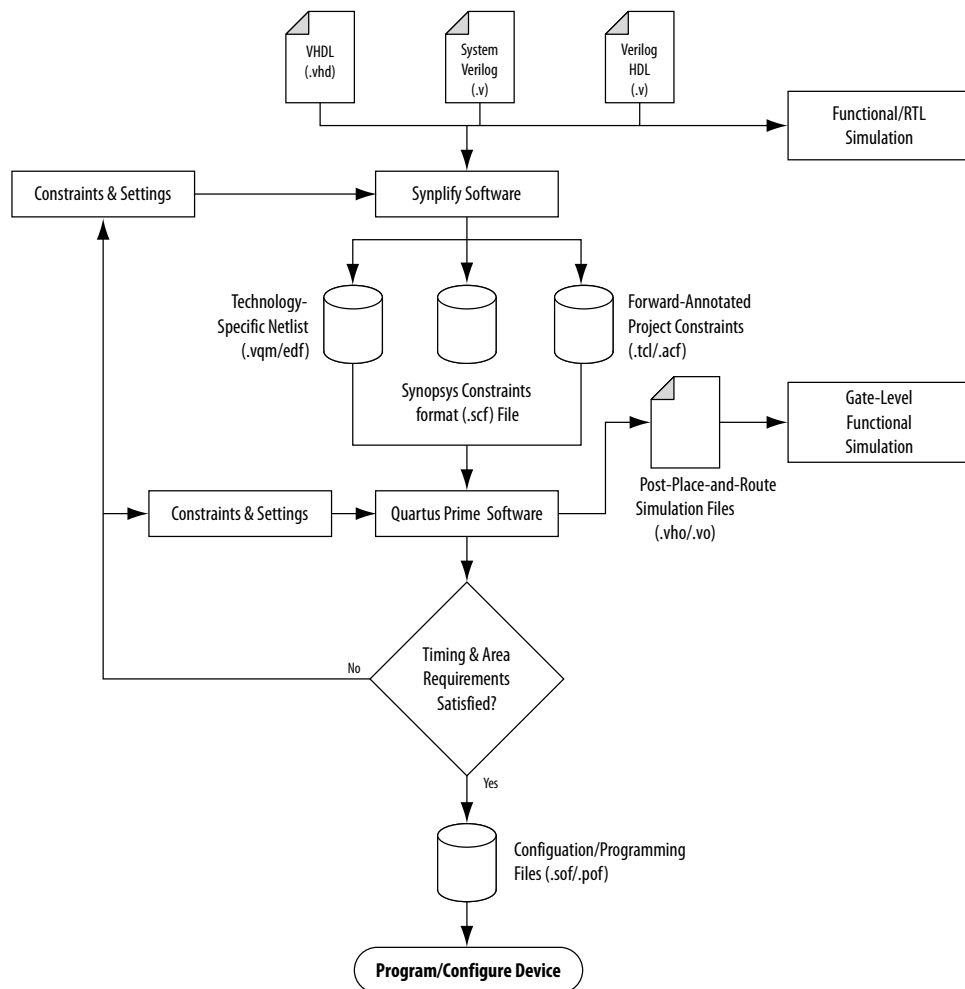 VHDL
(.vhd)
System
Verilog
(.v)
Verilog
HDL
(.v)
Functional/RTL
Simulation
Constraints & Settings
Synplify Software
Technology-
Specific Netlist
(.vqm/edf)
Forward-Annotated
Project Constraints
(.tcl/.acf)
Synopsys Constraints
format (.scf) File
Gate-Level
Functional
Simulation
Constraints & Settings
Quartus Prime Software
Post-Place-and-Route
Simulation Files
(.vho/.vo)
No
Timing & Area
Requirements
Satisfied?
Yes
Configuation/Programming
Files (.sof/.pof)
Program/Configure Device